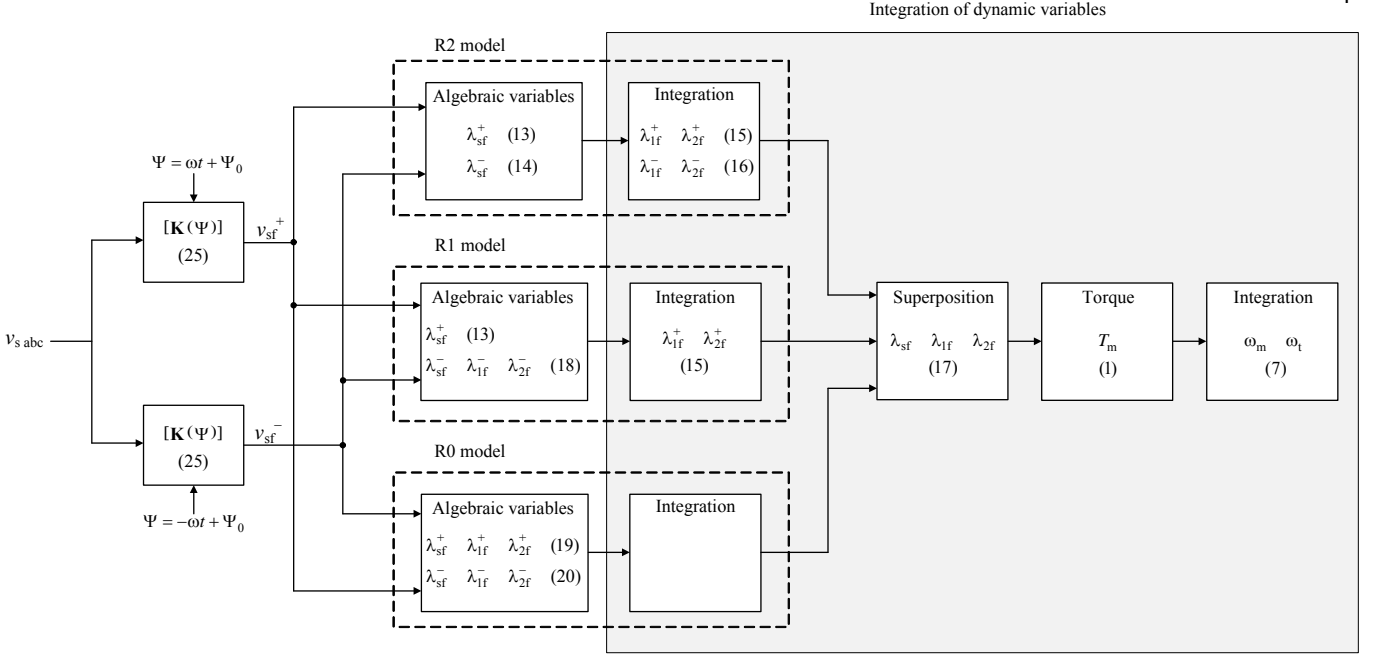 Integration of dynamic variables
R2 model
Algebraic variables
λsf+ (13)
λsf− (14)
Integration
λ1f+ λ2f+ (15)
λ1f− λ2f− (16)
Ψ = ωt + Ψ0
[K(Ψ)]
(25)
vsf+
R1 model
Algebraic variables
λsf+ (13)
λsf− λ1f− λ2f− (18)
Integration
λ1f+ λ2f+
(15)
Superposition
λsf λ1f λ2f
(17)
Torque
Tm
(1)
Integration
ωm ωt
(7)
vs abc
[K(Ψ)]
(25)
vsf−
Ψ = −ωt + Ψ0
R0 model
Algebraic variables
λsf+ λ1f+ λ2f+ (19)
λsf− λ1f− λ2f− (20)
Integration